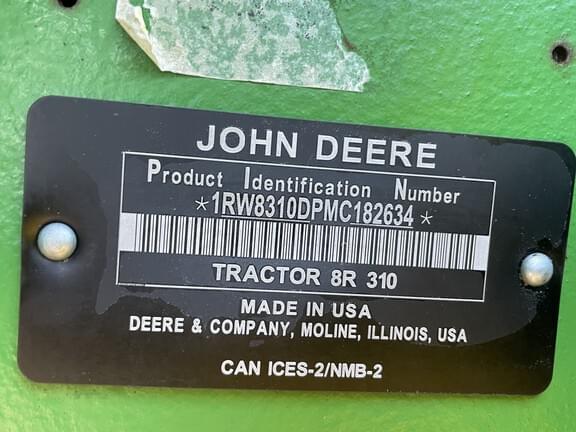 JOHN DEERE
Product Identification Number
*1RW8310DPMC182634*
TRACTOR 8R 310
MADE IN USA
DEERE & COMPANY, MOLINE, ILLINOIS, USA
CAN ICES-2/NMB-2